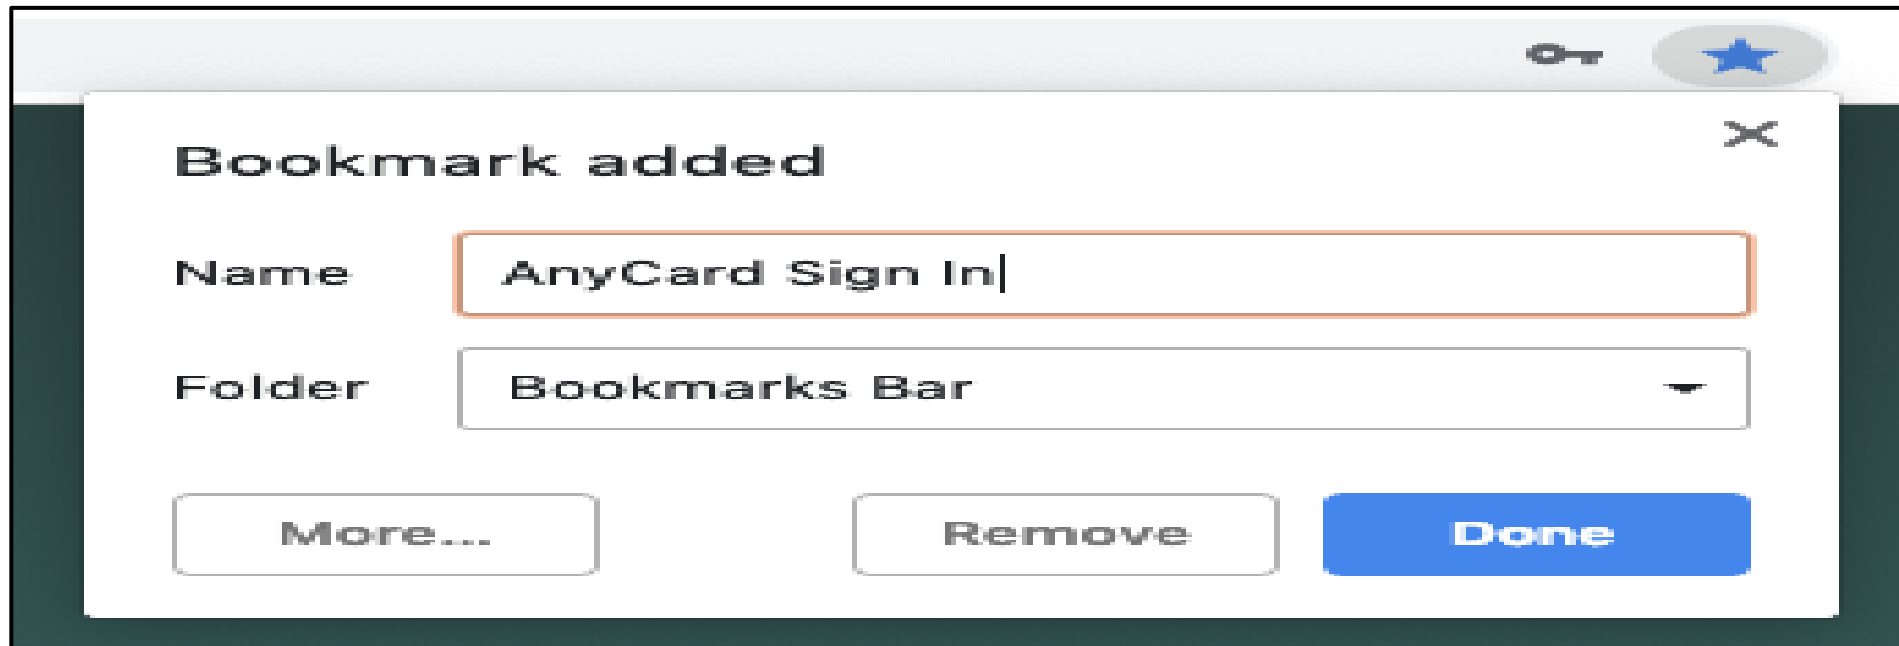 Bookmark added
Name AnyCard Sign In
Folder Bookmarks Bar
More... Remove Done